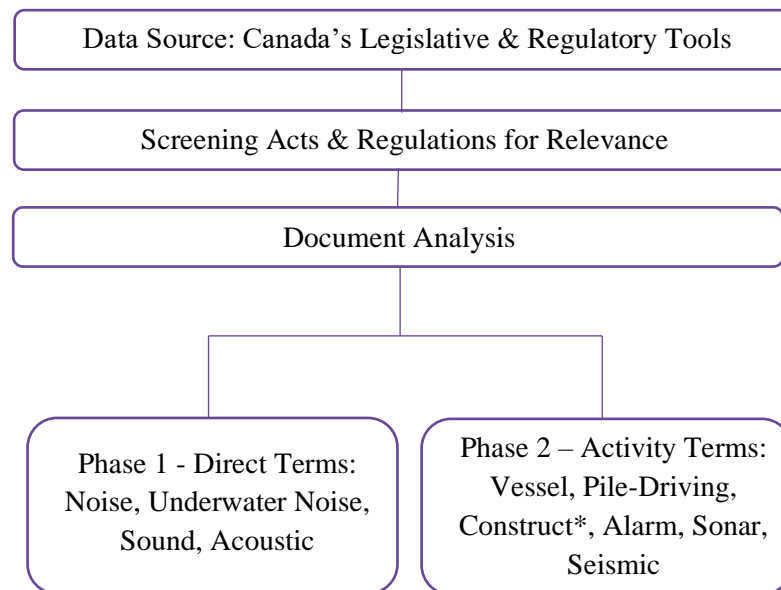 Data Source: Canada’s Legislative & Regulatory Tools
Screening Acts & Regulations for Relevance
Document Analysis
Phase 1 - Direct Terms:
Noise, Underwater Noise,
Sound, Acoustic
Phase 2 – Activity Terms:
Vessel, Pile-Driving,
Construct*, Alarm, Sonar,
Seismic